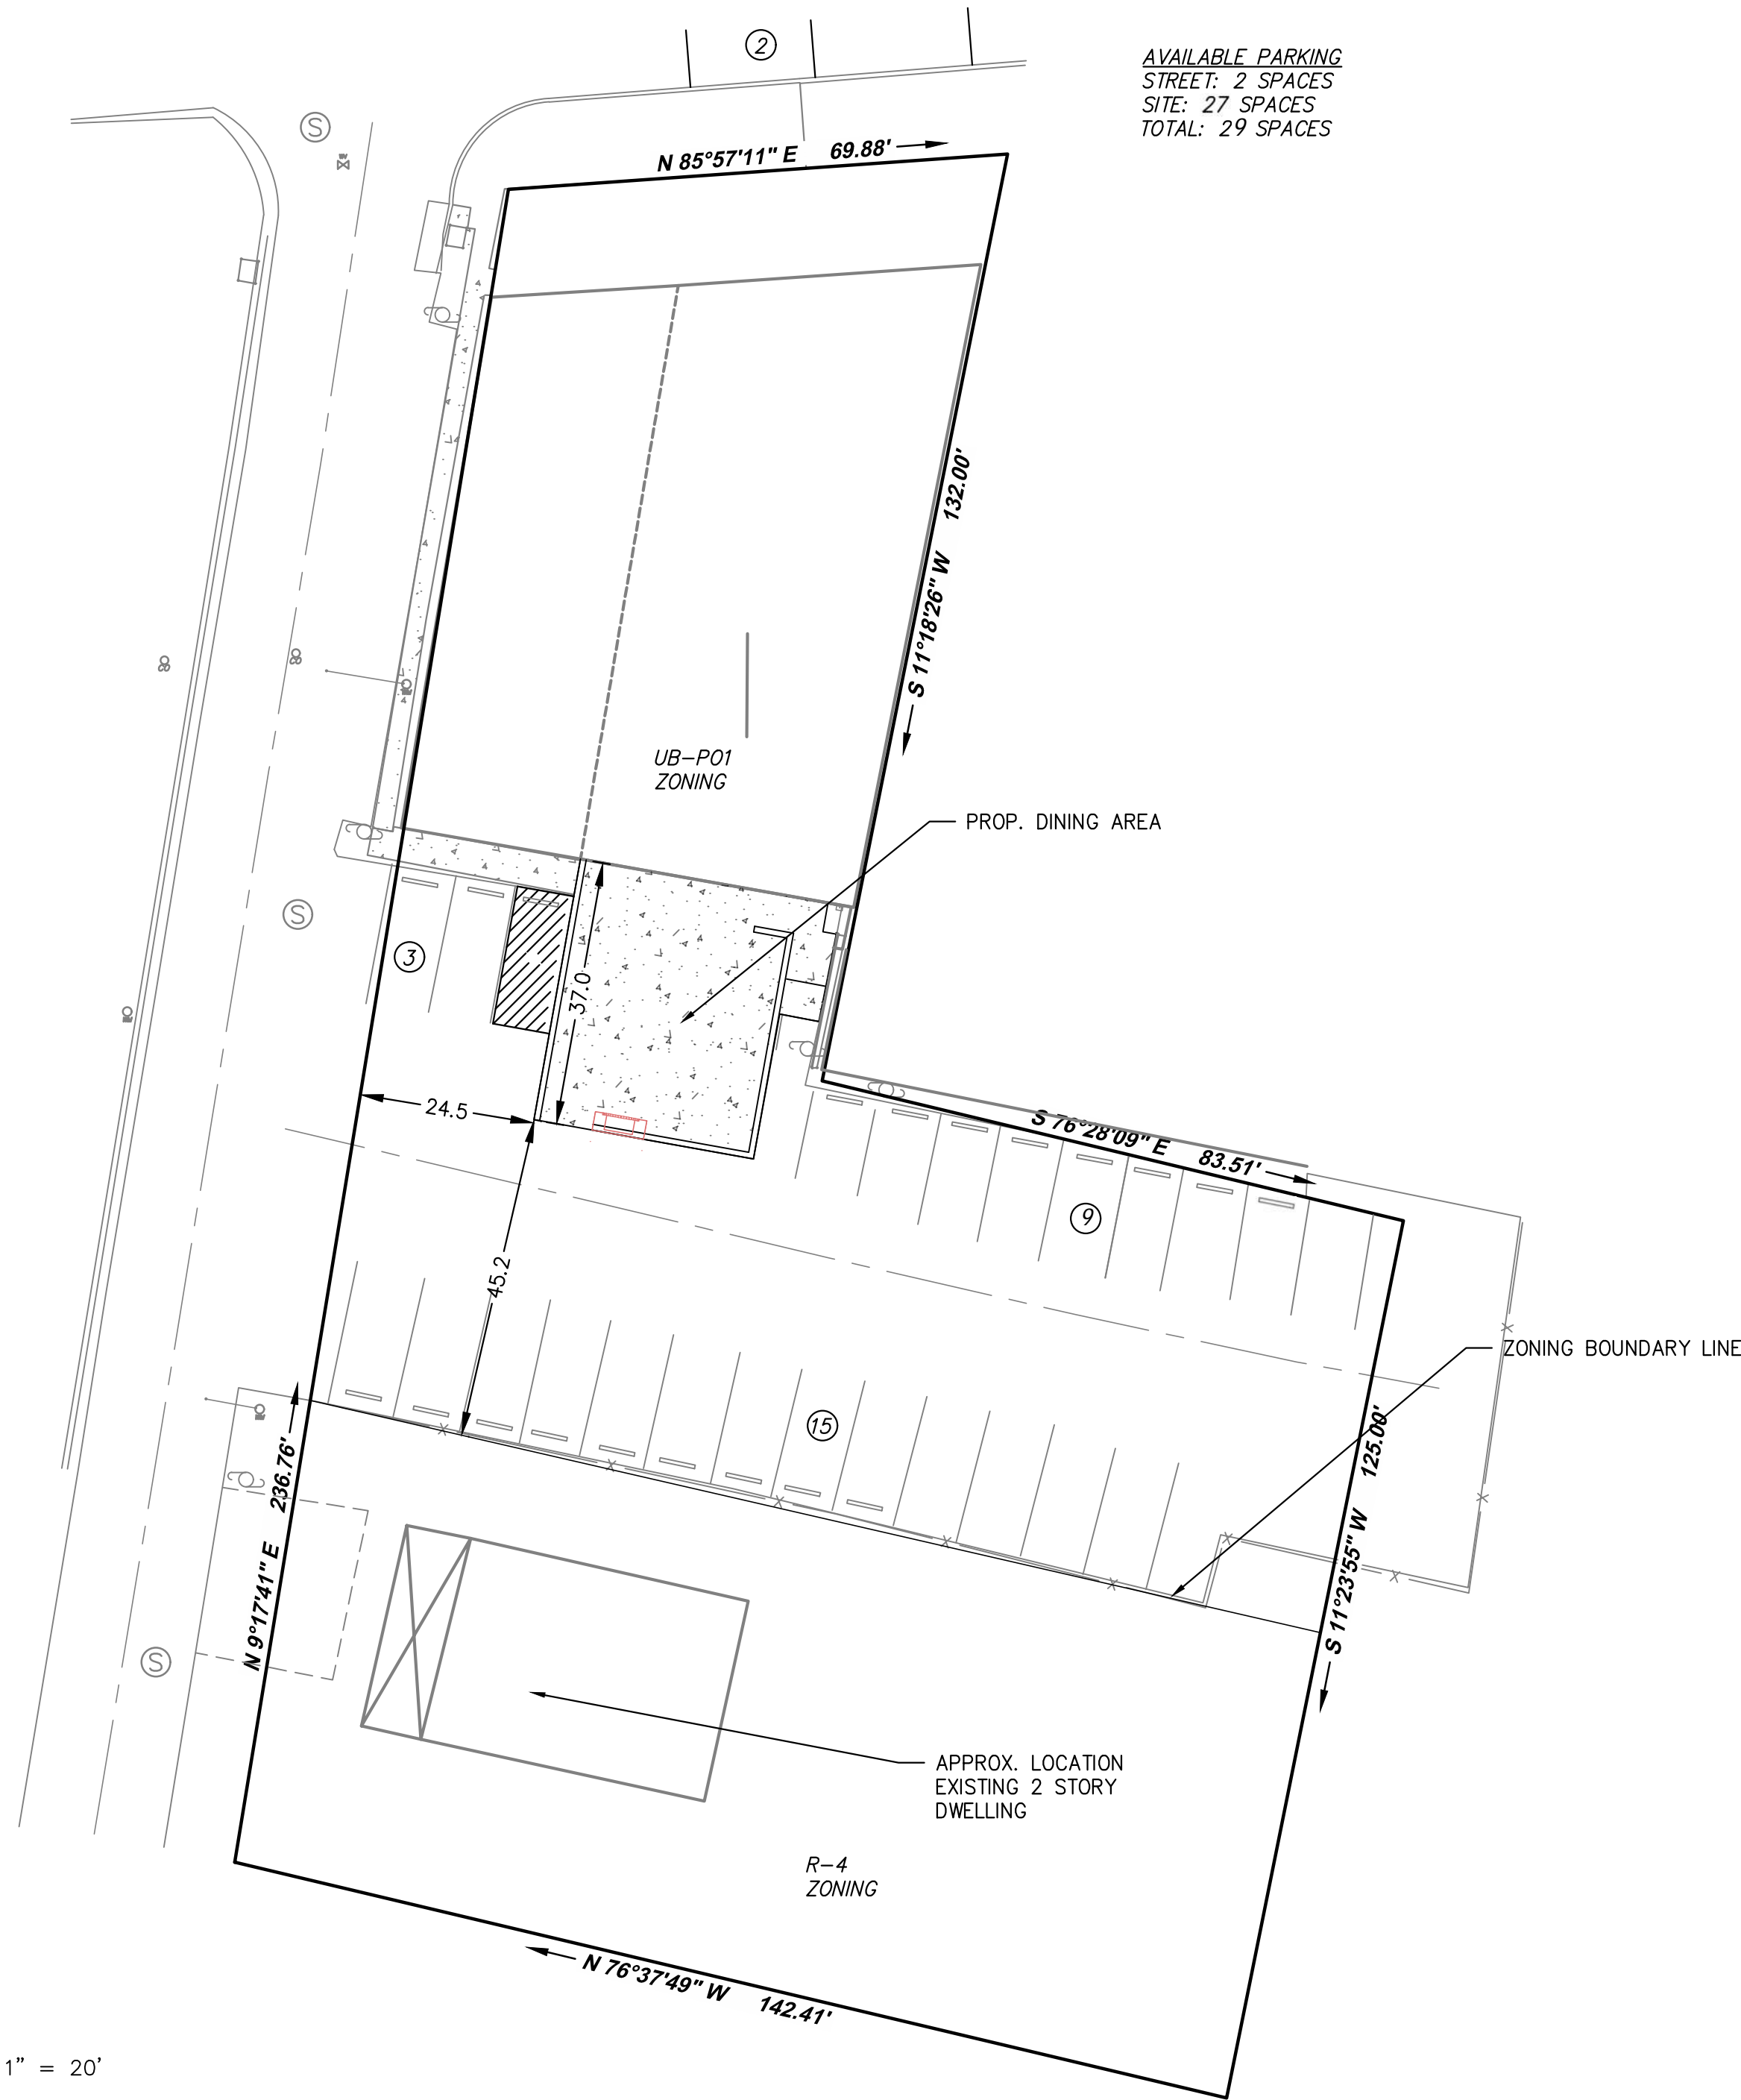 2
AVAILABLE PARKING
STREET: 2 SPACES
SITE: 27 SPACES
TOTAL: 29 SPACES
S
N 85°57'11" E 69.88'
S 11°18'26" W 132.00'
UB-PO1
ZONING
PROP. DINING AREA
S
3
37.0
24.5
S 76°28'09" E 83.51'
9
45.2
ZONING BOUNDARY LINE
15
S 11°23'55" W 125.00'
N 9°17'41" E 236.76'
S
APPROX. LOCATION
EXISTING 2 STORY
DWELLING
R-4
ZONING
N 76°37'49" W 142.41'
1" = 20'